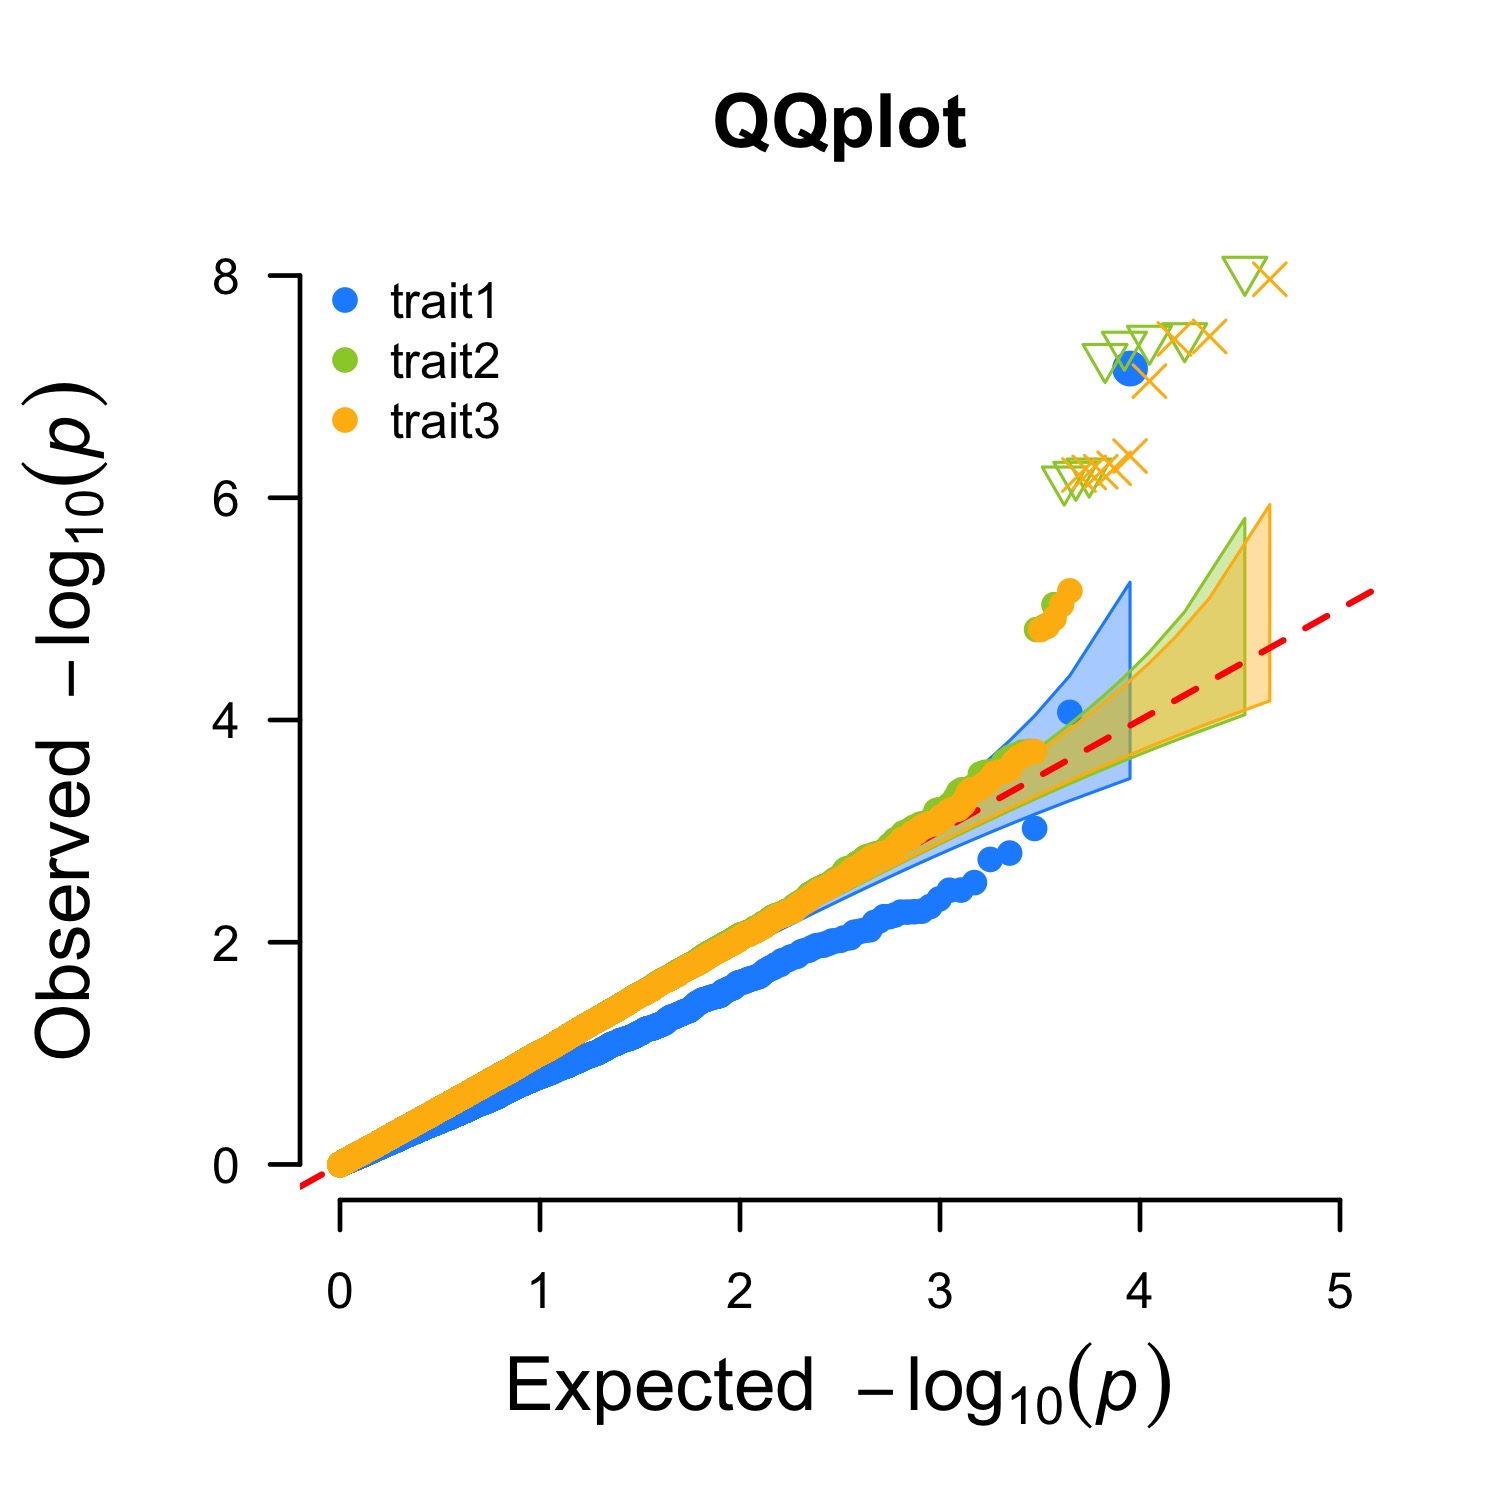 QQplot
trait1
trait2
trait3
8
6
4
2
0
Observed −log10(p)
0 1 2 3 4 5
Expected −log10(p)